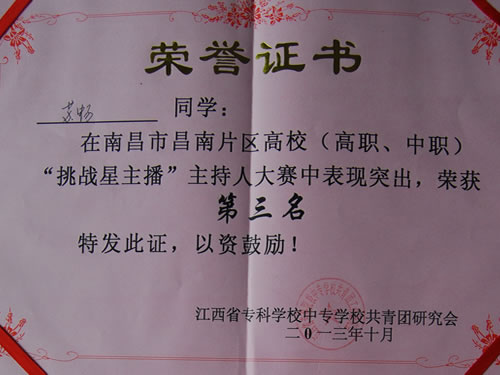 荣誉证书
同学：
在南昌市昌南片区高校（高职、中职）
“挑战星主播”主持人大赛中表现突出，荣获
第三名
特发此证，以资鼓励！
江西省专科学校中专学校共青团研究会
二0一三年十月